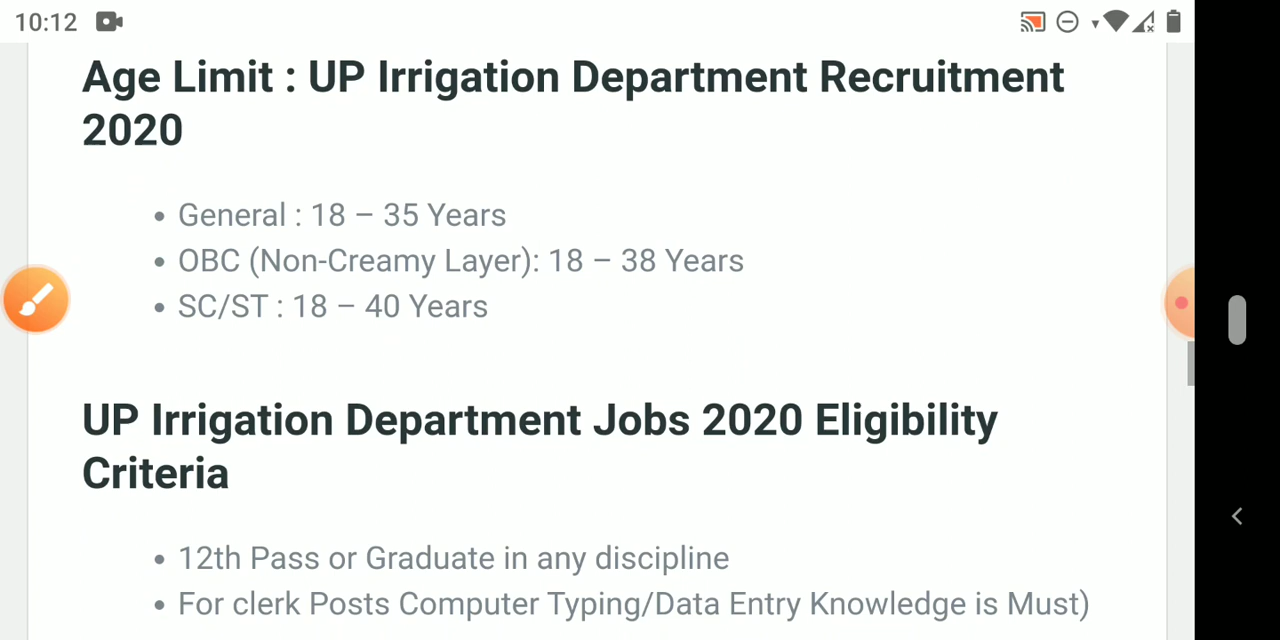 10:12
Age Limit : UP Irrigation Department Recruitment
2020
• General : 18 – 35 Years
• OBC (Non-Creamy Layer): 18 – 38 Years
• SC/ST : 18 – 40 Years
UP Irrigation Department Jobs 2020 Eligibility
Criteria
• 12th Pass or Graduate in any discipline
• For clerk Posts Computer Typing/Data Entry Knowledge is Must)